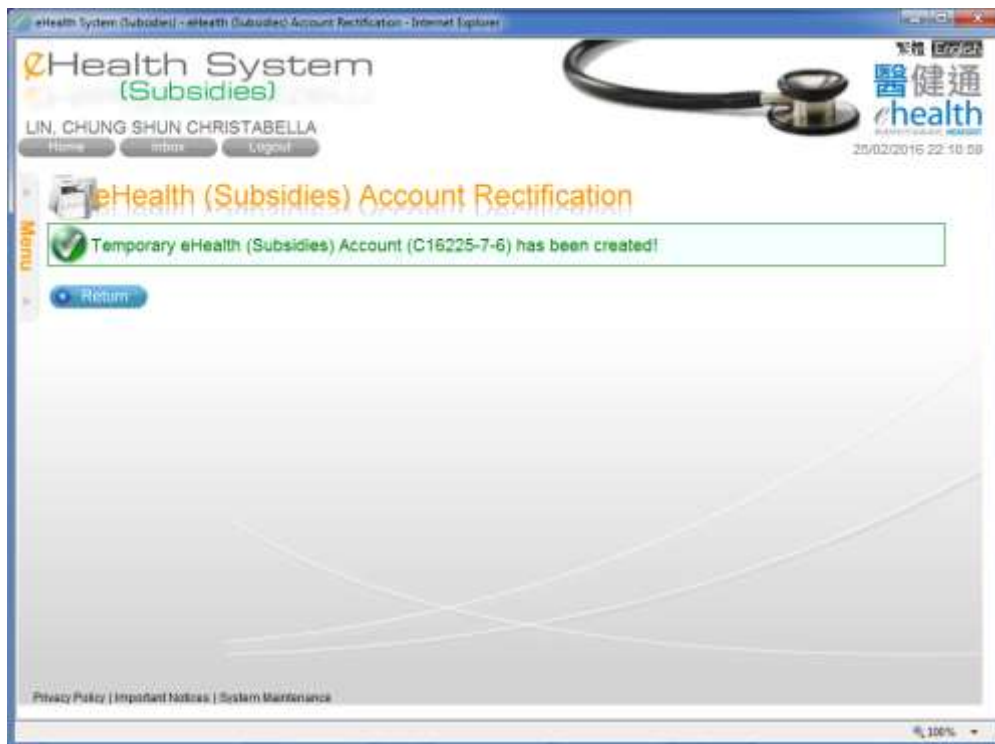 eHealth System (Subsidies) - eHealth (Subsidies) Account Rectification - Internet Explorer
eHealth System
(Subsidies)
繁體 English
醫健通
ehealth
LIN, CHUNG SHUN CHRISTABELLA
Home Inbox Logout
25/02/2016 22:10:59
eHealth (Subsidies) Account Rectification
Menu
Temporary eHealth (Subsidies) Account (C16225-7-6) has been created!
Return
Privacy Policy | Important Notices | System Maintenance
100%